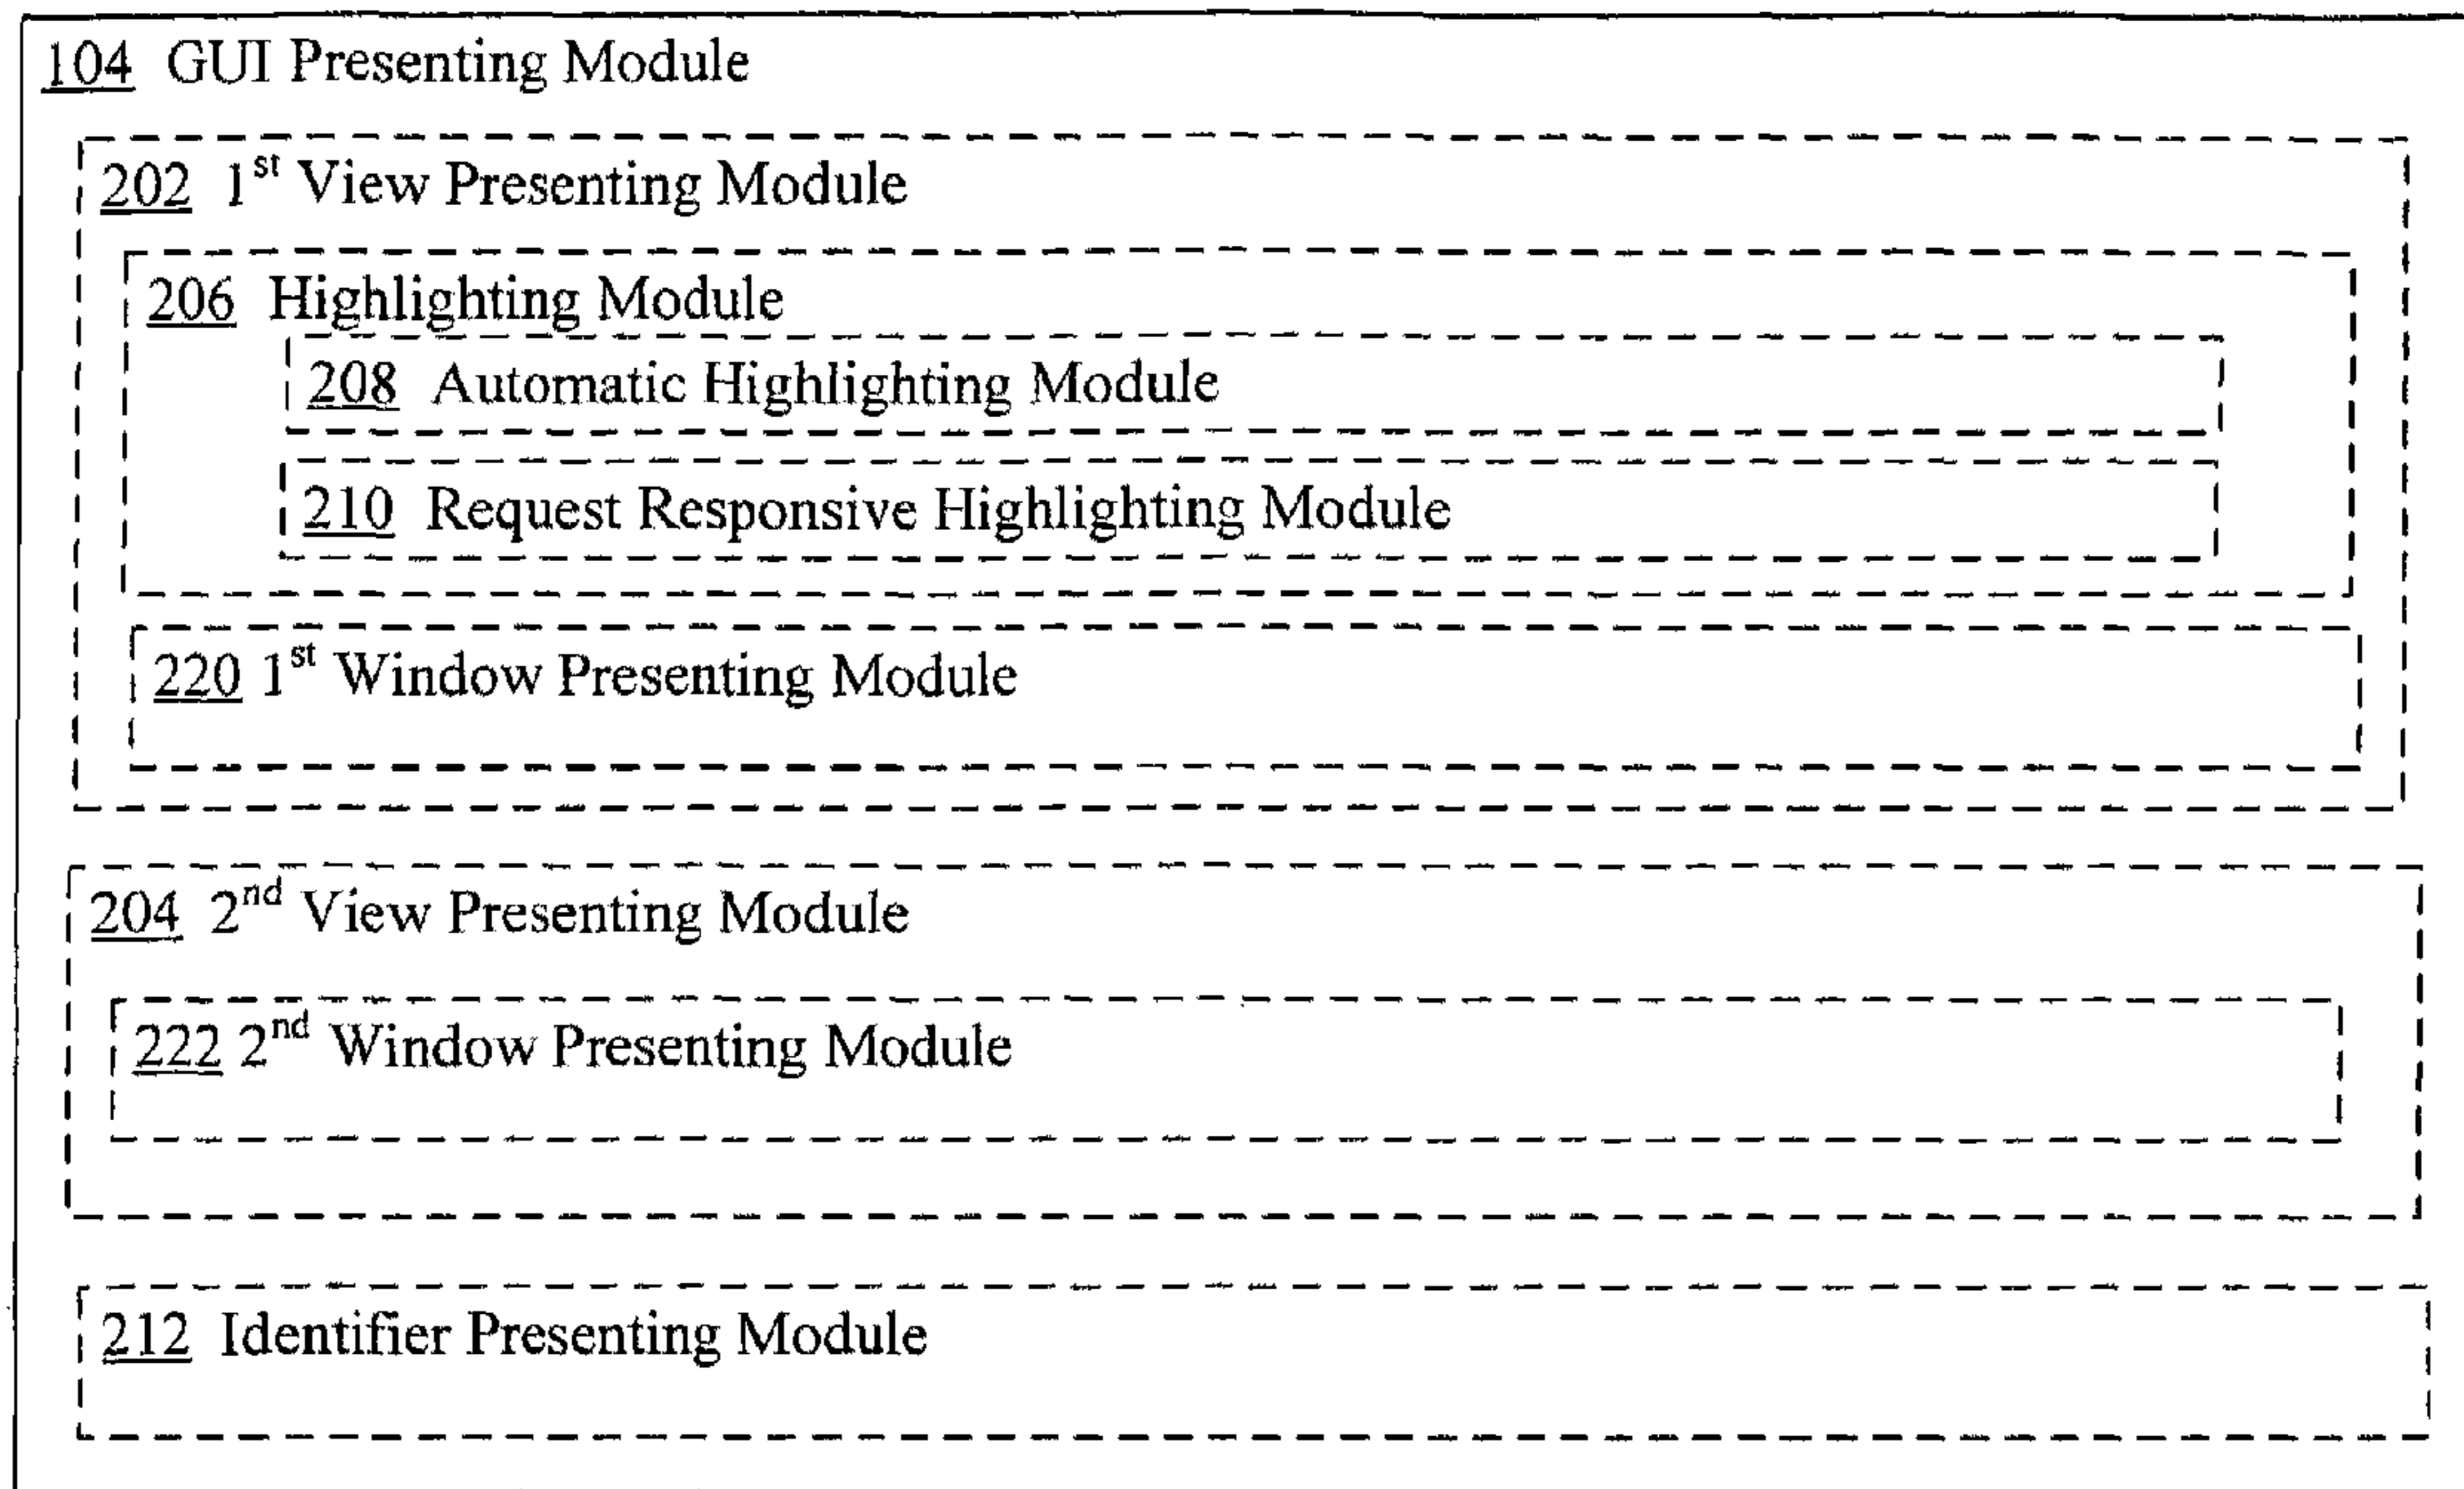 104 GUI Presenting Module
202 1st View Presenting Module
206 Highlighting Module
208 Automatic Highlighting Module
210 Request Responsive Highlighting Module
220 1st Window Presenting Module
204 2nd View Presenting Module
222 2nd Window Presenting Module
212 Identifier Presenting Module